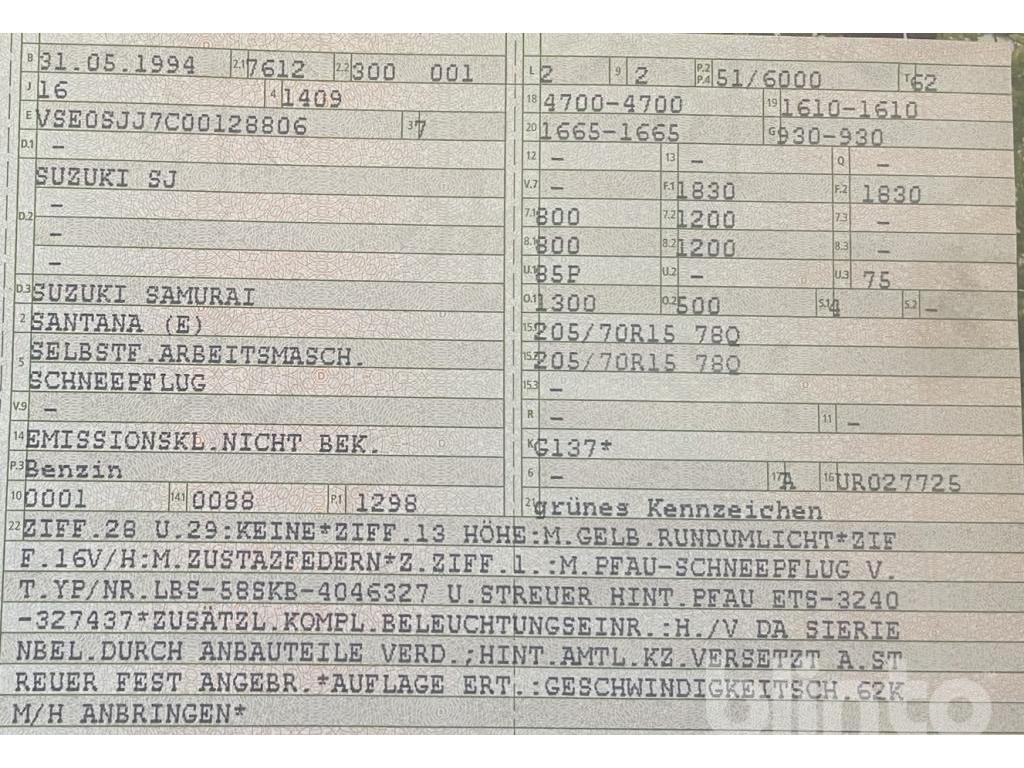 B 31.05.1994 2.1 7612 2.2 300 001
J 16 4 1409
E VSE0SJJ7C00128806 3 7
D.1 -
SUZUKI SJ
-
D.2 -
-
D.3 SUZUKI SAMURAI
2 SANTANA (E)
5 SELBSTF.ARBEITSMASCH.
SCHNEEPFLUG
V.9 -
14 EMISSIONSKL.NICHT BEK.
P.3 Benzin
10 0001 14.1 0088 P.1 1298
L 2 9 2 P.2 P.4 51/6000 T 62
18 4700-4700 19 1610-1610
20 1665-1665 G 930-930
12 - 13 - Q -
V.7 - F.1 1830 F.2 1830
7.1 800 7.2 1200 7.3 -
8.1 800 8.2 1200 8.3 -
U.1 85P U.2 - U.3 75
O.1 1300 O.2 500 S.1 4 S.2 -
15.1 205/70R15 78Q
15.2 205/70R15 78Q
15.3 -
R - 11 -
K G137*
6 - 17 A 16 UR027725
21 grünes Kennzeichen
22 ZIFF.28 U.29:KEINE*ZIFF.13 HÖHE:M.GELB.RUNDUMLICHT*ZIF
F.16V/H:M.ZUSTAZFEDERN*Z.ZIFF.1.:M.PFAU-SCHNEEPFLUG V.
T.YP/NR.LBS-58SKB-4046327 U.STREUER HINT.PFAU ETS-3240
-327437*ZUSÄTZL.KOMPL.BELEUCHTUNGSEINR.:H./V DA SIERIE
NBEL.DURCH ANBAUTEILE VERD.;HINT.AMTL.KZ.VERSETZT A.ST
REUER FEST ANGEBR.*AUFLAGE ERT.:GESCHWINDIGKEITSCH.62K
M/H ANBRINGEN*
olinto